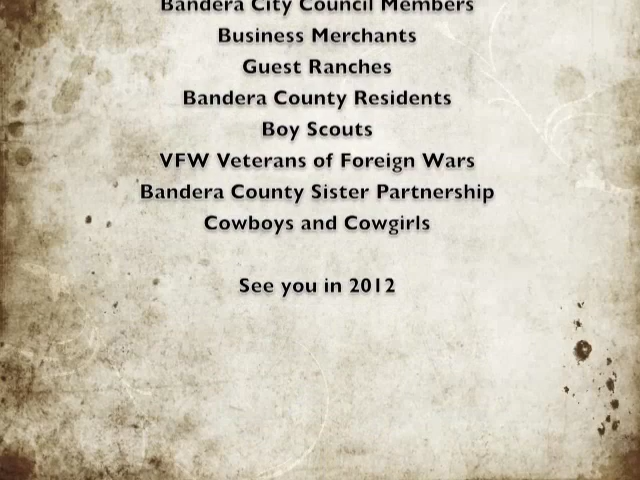 Bandera City Council Members
Business Merchants
Guest Ranches
Bandera County Residents
Boy Scouts
VFW Veterans of Foreign Wars
Bandera County Sister Partnership
Cowboys and Cowgirls
See you in 2012